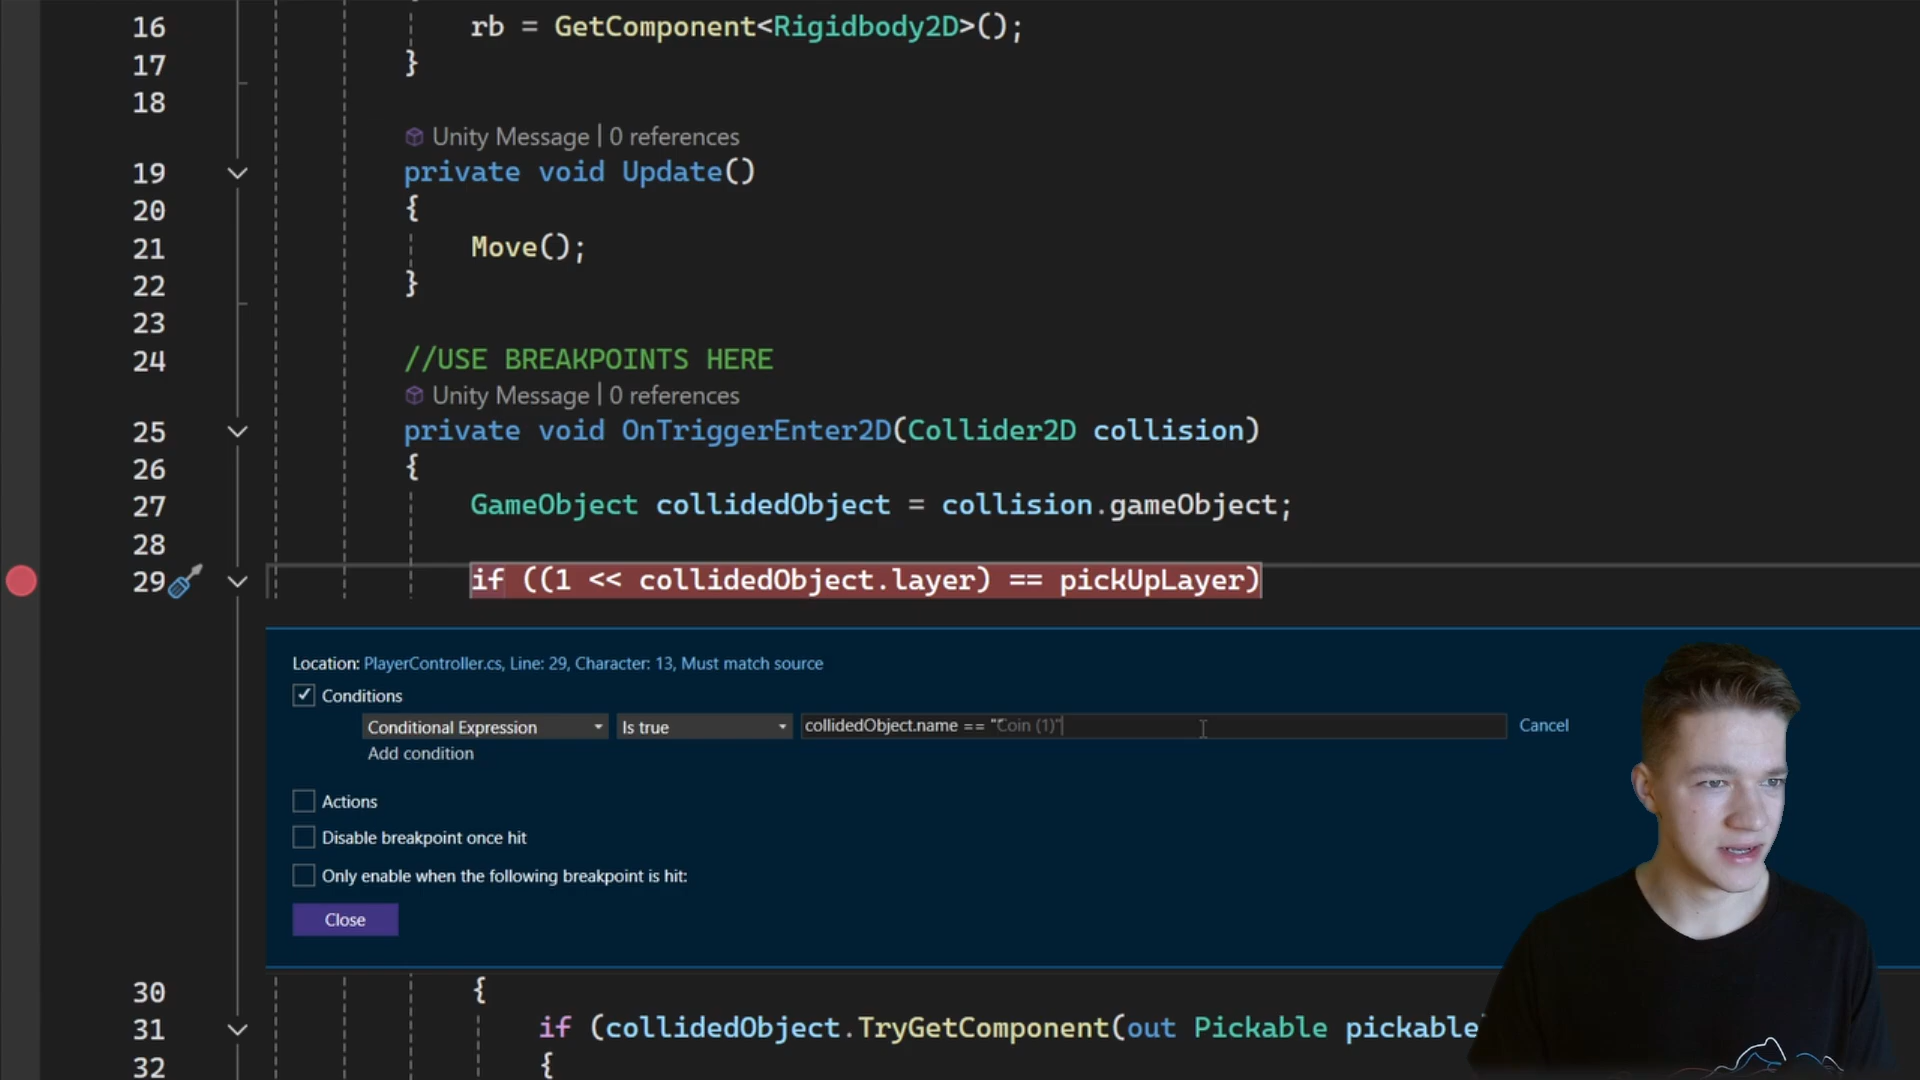 16 rb = GetComponent<Rigidbody2D>();
17 }
18
Unity Message | 0 references
19 private void Update()
20 {
21 Move();
22 }
23
24 //USE BREAKPOINTS HERE
Unity Message | 0 references
25 private void OnTriggerEnter2D(Collider2D collision)
26 {
27 GameObject collidedObject = collision.gameObject;
28
29 if ((1 << collidedObject.layer) == pickUpLayer)
Location: PlayerController.cs, Line: 29, Character: 13, Must match source
Conditions
Conditional Expression Is true collidedObject.name == "Coin (1)" Cancel
Add condition
Actions
Disable breakpoint once hit
Only enable when the following breakpoint is hit:
Close
30 {
31 if (collidedObject.TryGetComponent(out Pickable pickable
32 {